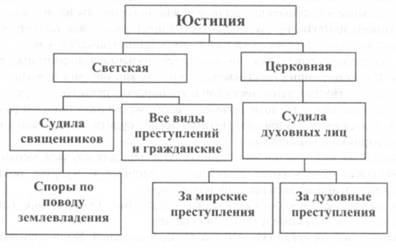 Юстиция
Светская
Церковная
Судила
священников
Все виды
преступлений
и гражданские
Судила
духовных лиц
Споры по
поводу
землевладения
За мирские
преступления
За духовные
преступления